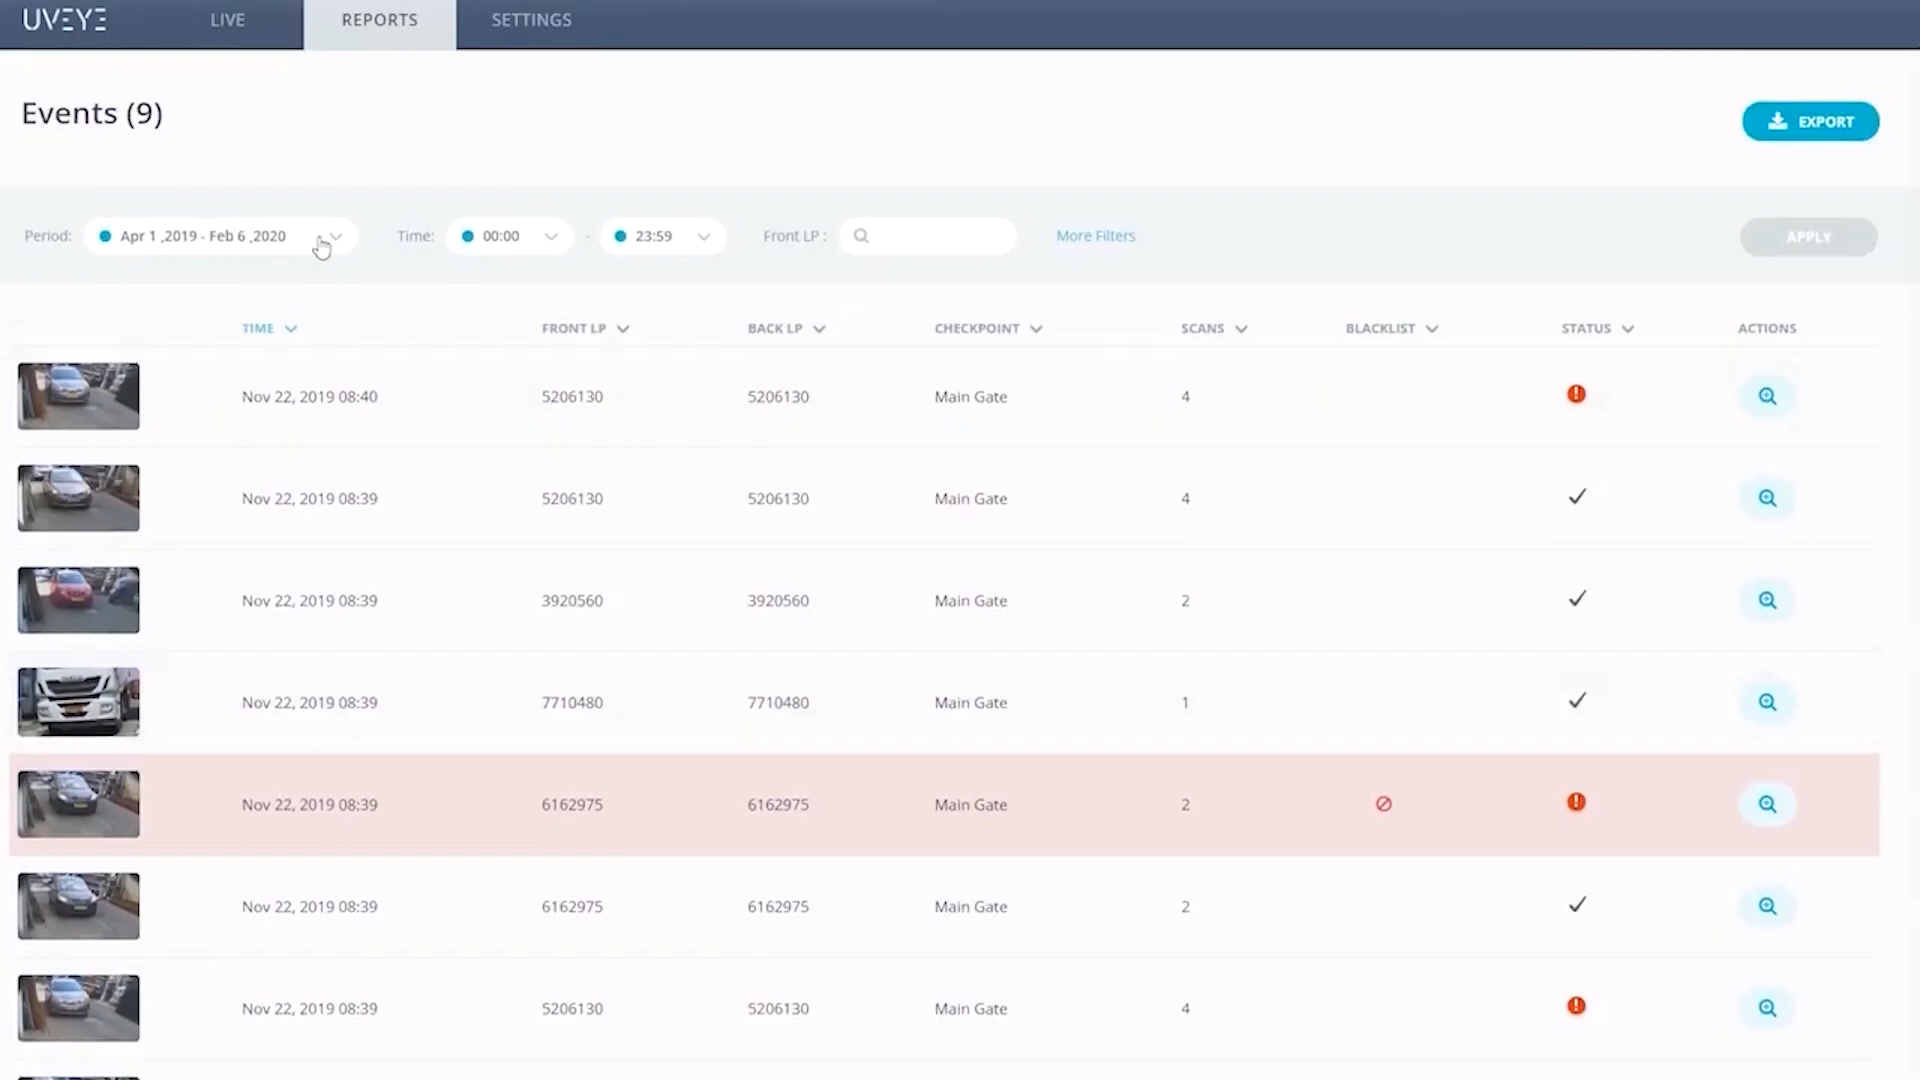 UVEYE LIVE REPORTS SETTINGS
Events (9)
EXPORT
Period: Apr 1 ,2019 - Feb 6 ,2020 Time: 00:00 - 23:59 Front LP : More Filters APPLY
TIME FRONT LP BACK LP CHECKPOINT SCANS BLACKLIST STATUS ACTIONS
Nov 22, 2019 08:40 5206130 5206130 Main Gate 4
Nov 22, 2019 08:39 5206130 5206130 Main Gate 4
Nov 22, 2019 08:39 3920560 3920560 Main Gate 2
Nov 22, 2019 08:39 7710480 7710480 Main Gate 1
Nov 22, 2019 08:39 6162975 6162975 Main Gate 2
Nov 22, 2019 08:39 6162975 6162975 Main Gate 2
Nov 22, 2019 08:39 5206130 5206130 Main Gate 4